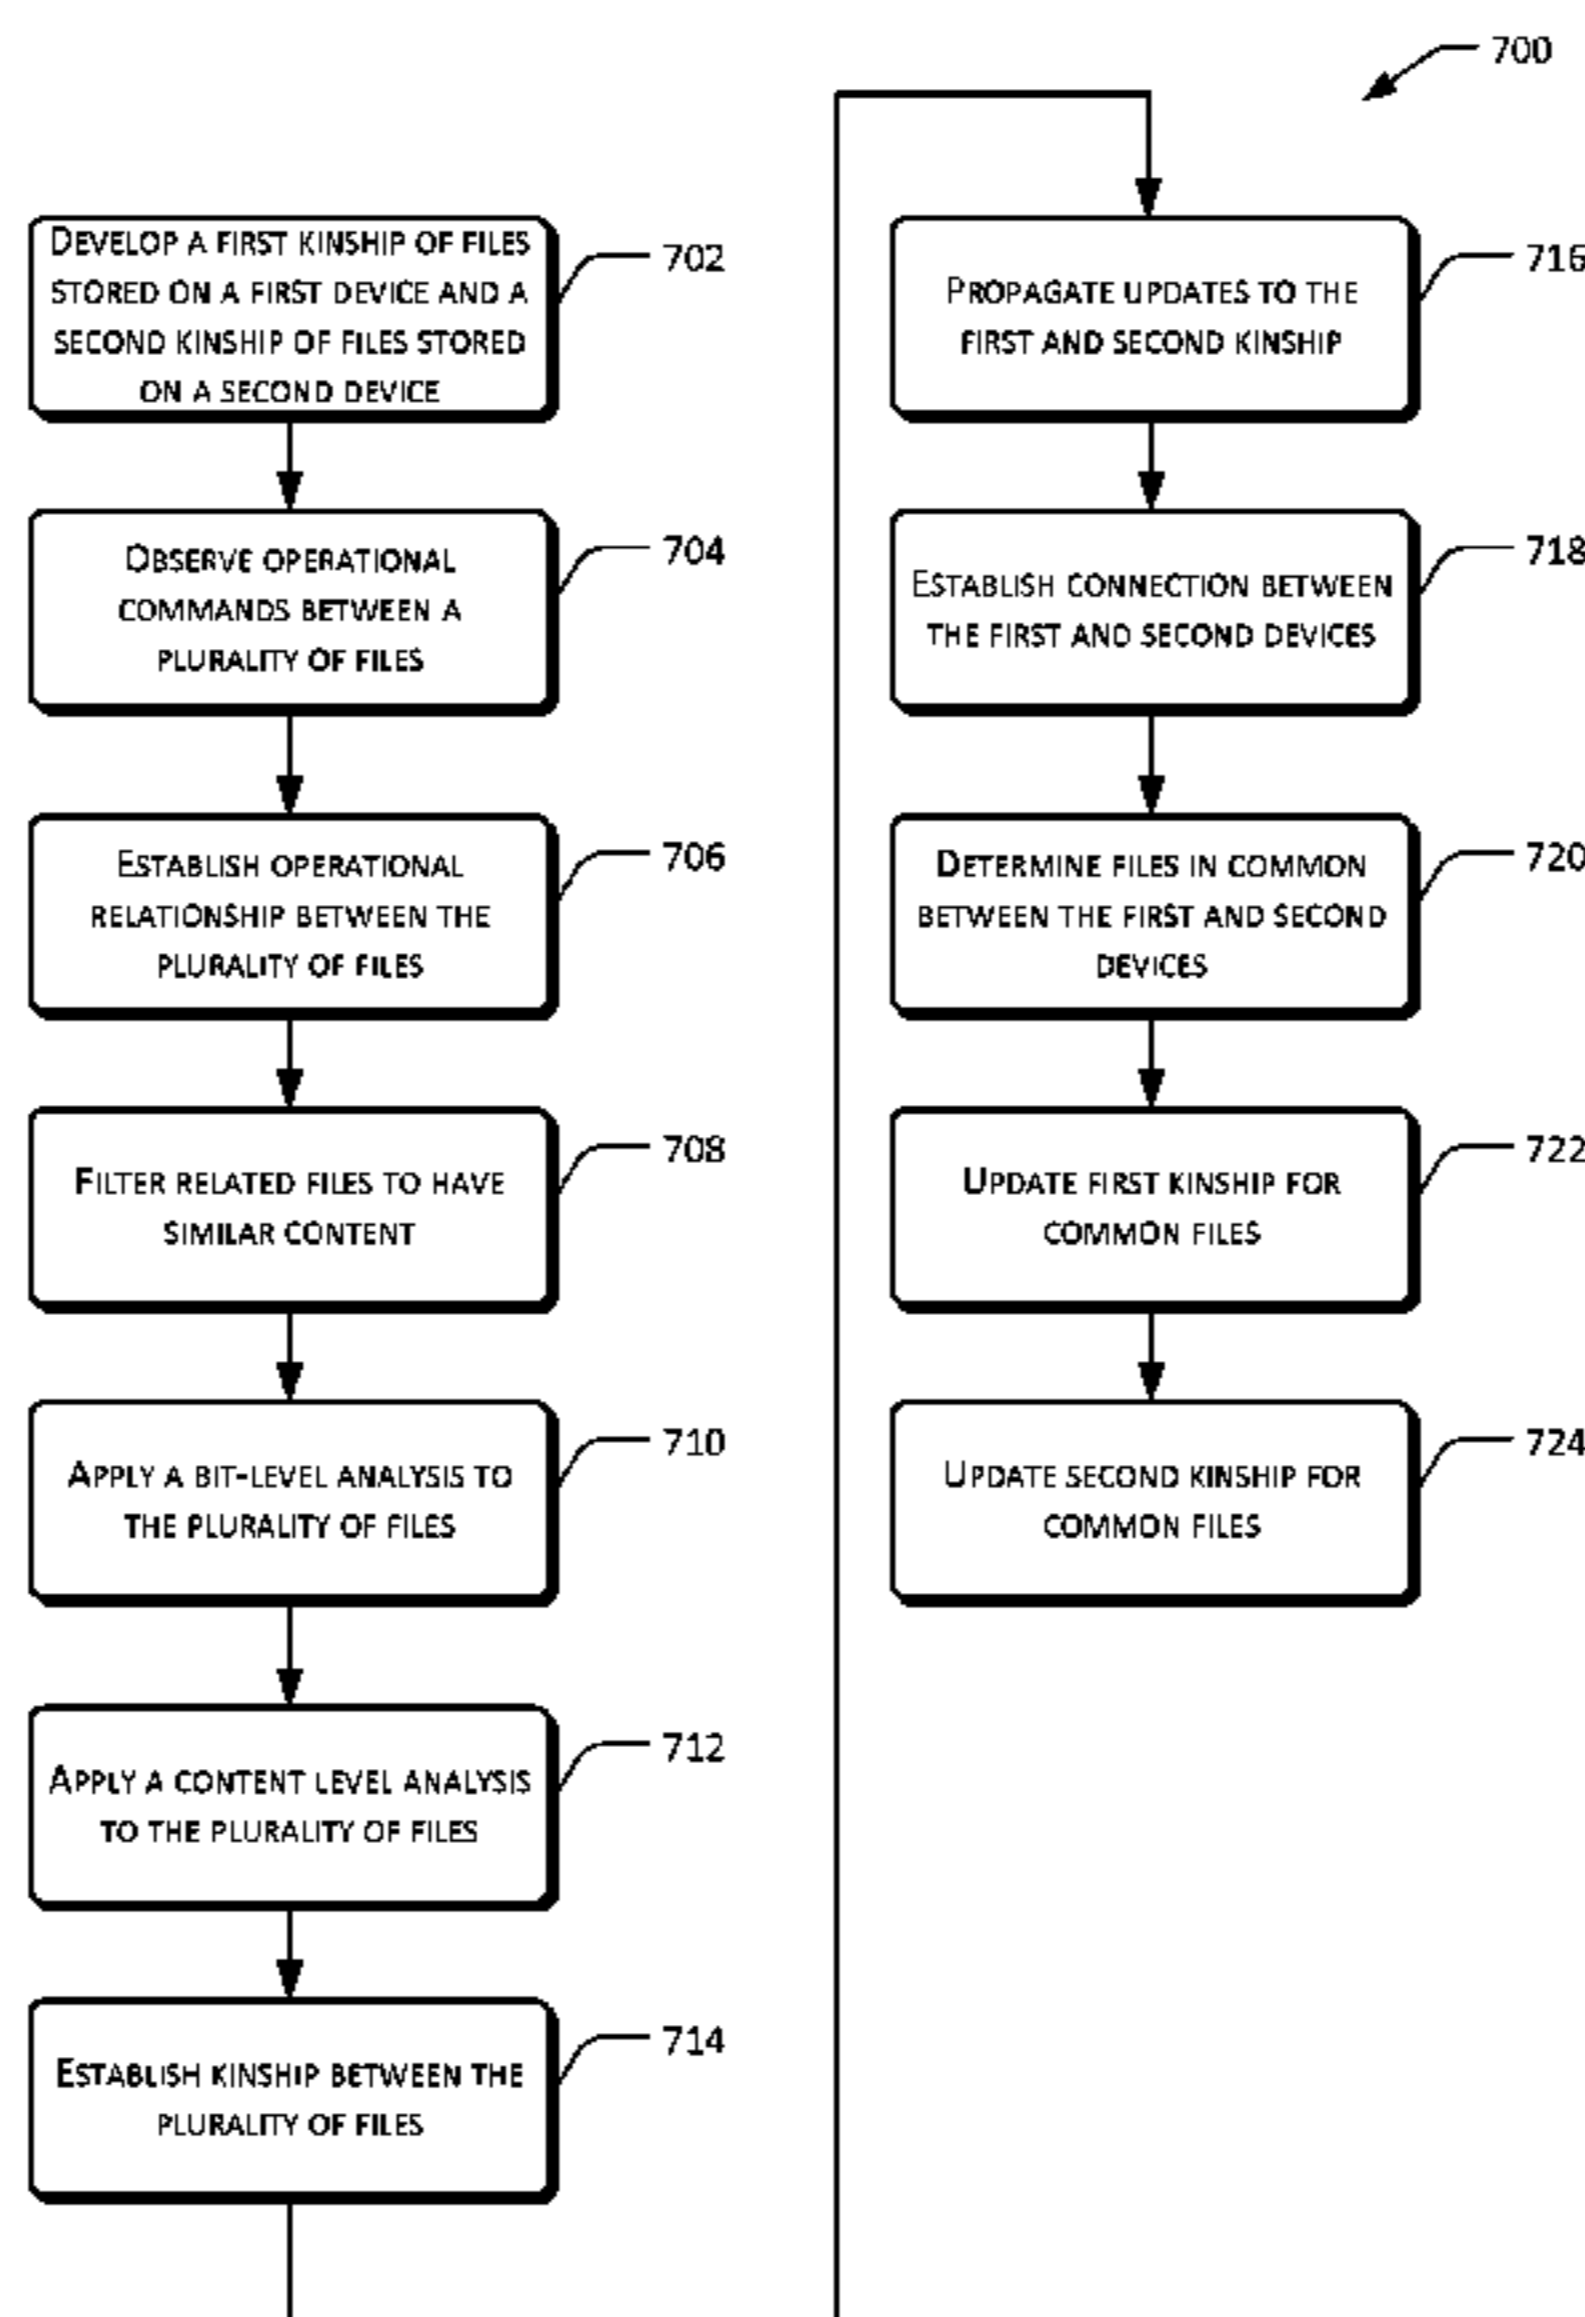 700
DEVELOP A FIRST KINSHIP OF FILES
STORED ON A FIRST DEVICE AND A
SECOND KINSHIP OF FILES STORED
ON A SECOND DEVICE
702
OBSERVE OPERATIONAL
COMMANDS BETWEEN A
PLURALITY OF FILES
704
ESTABLISH OPERATIONAL
RELATIONSHIP BETWEEN THE
PLURALITY OF FILES
706
FILTER RELATED FILES TO HAVE
SIMILAR CONTENT
708
APPLY A BIT-LEVEL ANALYSIS TO
THE PLURALITY OF FILES
710
APPLY A CONTENT LEVEL ANALYSIS
TO THE PLURALITY OF FILES
712
ESTABLISH KINSHIP BETWEEN THE
PLURALITY OF FILES
714
PROPAGATE UPDATES TO THE
FIRST AND SECOND KINSHIP
716
ESTABLISH CONNECTION BETWEEN
THE FIRST AND SECOND DEVICES
718
DETERMINE FILES IN COMMON
BETWEEN THE FIRST AND SECOND
DEVICES
720
UPDATE FIRST KINSHIP FOR
COMMON FILES
722
UPDATE SECOND KINSHIP FOR
COMMON FILES
724